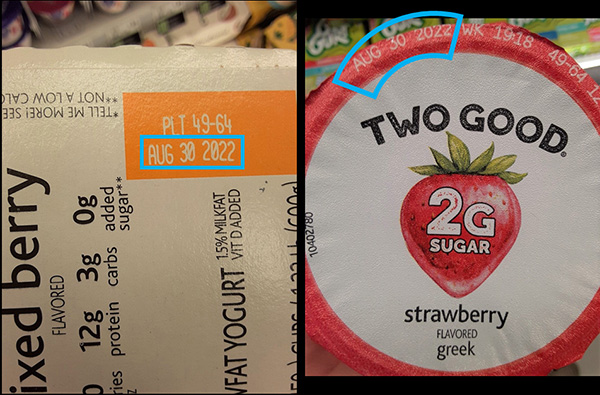 *TELL ME MORE! SEE
**NOT A LOW CALO
PLT 49-64
AUG 30 2022
ixed berry
FLAVORED
12g protein
3g carbs
0g added sugar**
FAT YOGURT
1.5% MILKFAT
VIT D ADDED
AUG 30 2022 WK 1918 49-64 12
TWO GOOD®
2G
SUGAR
strawberry
FLAVORED
greek
10402780